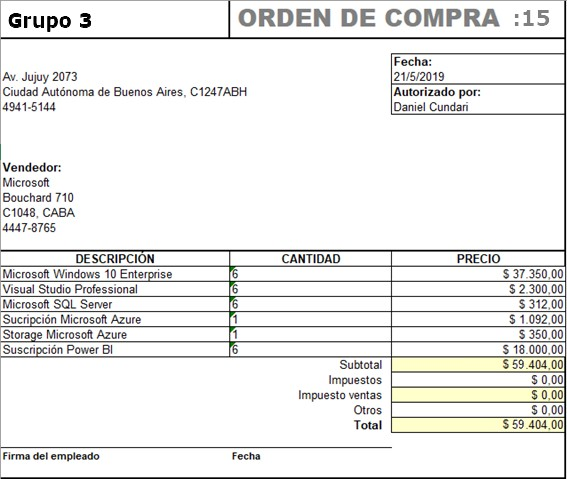 Grupo 3
ORDEN DE COMPRA :15
Fecha:
Av. Jujuy 2073
21/5/2019
Ciudad Autónoma de Buenos Aires, C1247ABH
Autorizado por:
4941-5144
Daniel Cundari
Vendedor:
Microsoft
Bouchard 710
C1048, CABA
4447-8765
DESCRIPCIÓN CANTIDAD PRECIO
Microsoft Windows 10 Enterprise 6 $ 37.350,00
Visual Studio Professional 6 $ 2.300,00
Microsoft SQL Server 6 $ 312,00
Sucripción Microsoft Azure 1 $ 1.092,00
Storage Microsoft Azure 1 $ 350,00
Suscripción Power BI 6 $ 18.000,00
Subtotal $ 59.404,00
Impuestos $ 0,00
Impuesto ventas $ 0,00
Otros $ 0,00
Total $ 59.404,00
Firma del empleado Fecha